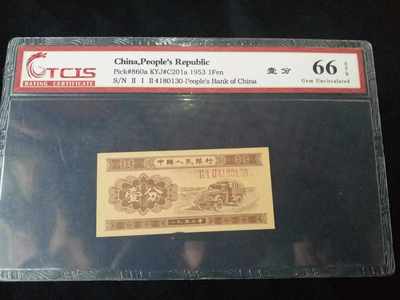 TCIS
RATING CERTIFICATE
China,People's Republic
Pick#860a KYJ#C201a 1953 1Fen
S/N Ⅱ Ⅰ Ⅱ 4180130-People's Bank of China
壹分
66
Gem Uncirculated
中國人民銀行
壹分